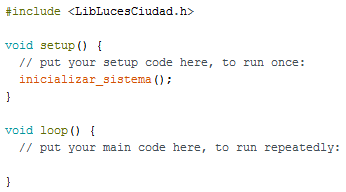 #include <LibLucesCiudad.h>
void setup() {
// put your setup code here, to run once:
inicializar_sistema();
}
void loop() {
// put your main code here, to run repeatedly:
}